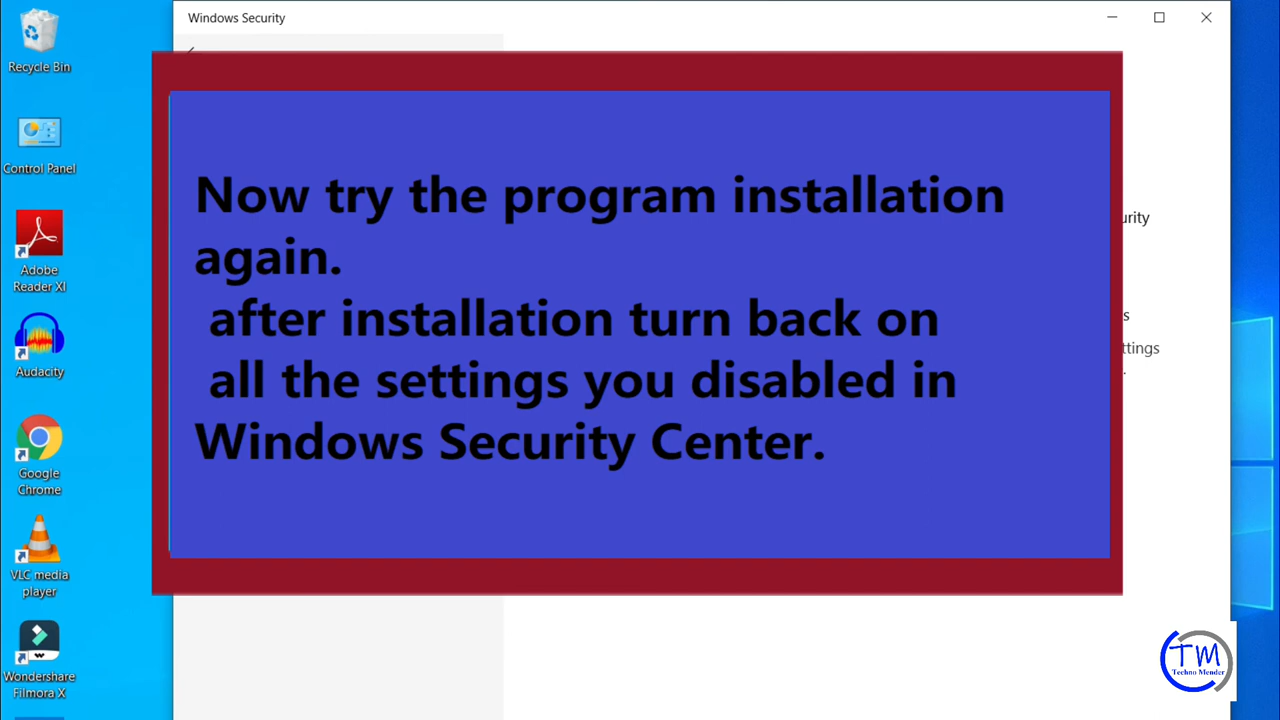 Windows Security
Recycle Bin
Control Panel
Adobe
Reader XI
Audacity
Google
Chrome
VLC media
player
Wondershare
Filmora X
Now try the program installation
again.
after installation turn back on
all the settings you disabled in
Windows Security Center.
TM
Techno Mender